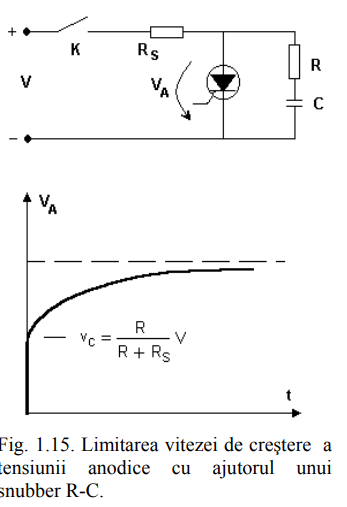 +
K
R_S
V_A
V
R
C
–
V_A
v_C = R / (R + R_S) V
t
Fig. 1.15. Limitarea vitezei de creştere a
tensiunii anodice cu ajutorul unui
snubber R-C.